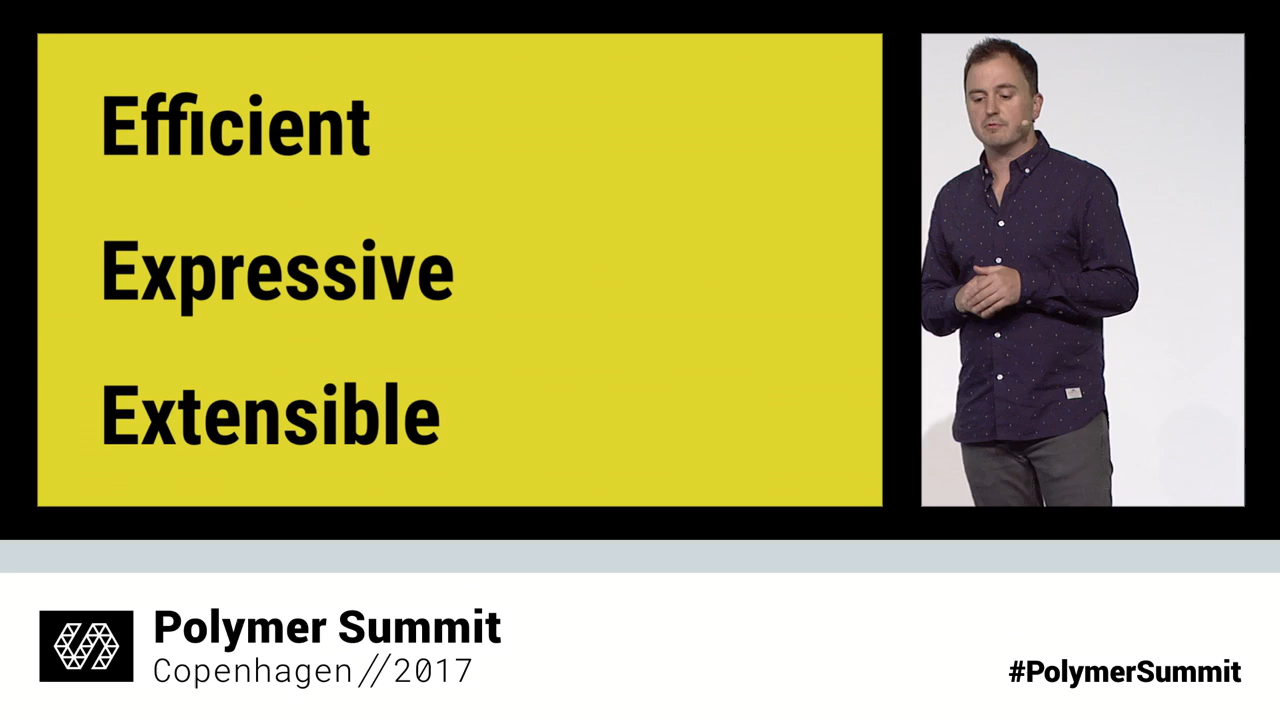 Efficient
Expressive
Extensible
Polymer Summit
Copenhagen//2017
#PolymerSummit